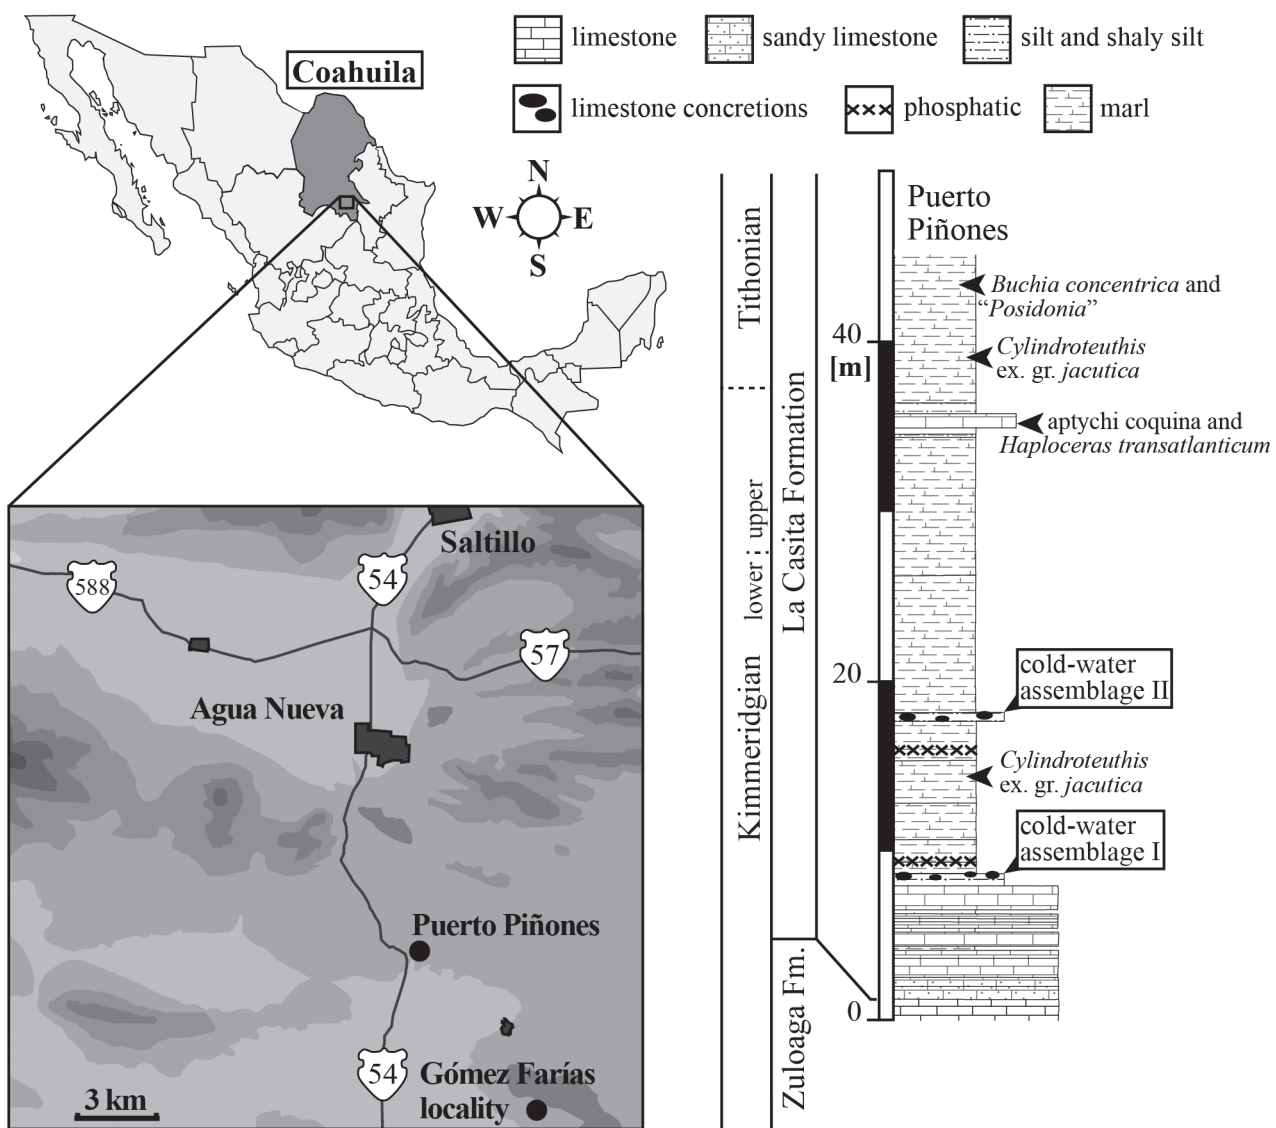 Coahuila
N
W
E
S
limestone
sandy limestone
silt and shaly silt
limestone concretions
phosphatic
marl
Saltillo
588
54
57
Agua Nueva
Puerto Piñones
54
Gómez Farías
locality
3 km
Tithonian
Kimmeridgian
lower
upper
La Casita Formation
Zuloaga Fm.
40
[m]
20
0
Puerto
Piñones
Buchia concentrica and
“Posidonia”
Cylindroteuthis
ex. gr. jacutica
aptychi coquina and
Haploceras transatlanticum
cold-water
assemblage II
Cylindroteuthis
ex. gr. jacutica
cold-water
assemblage I